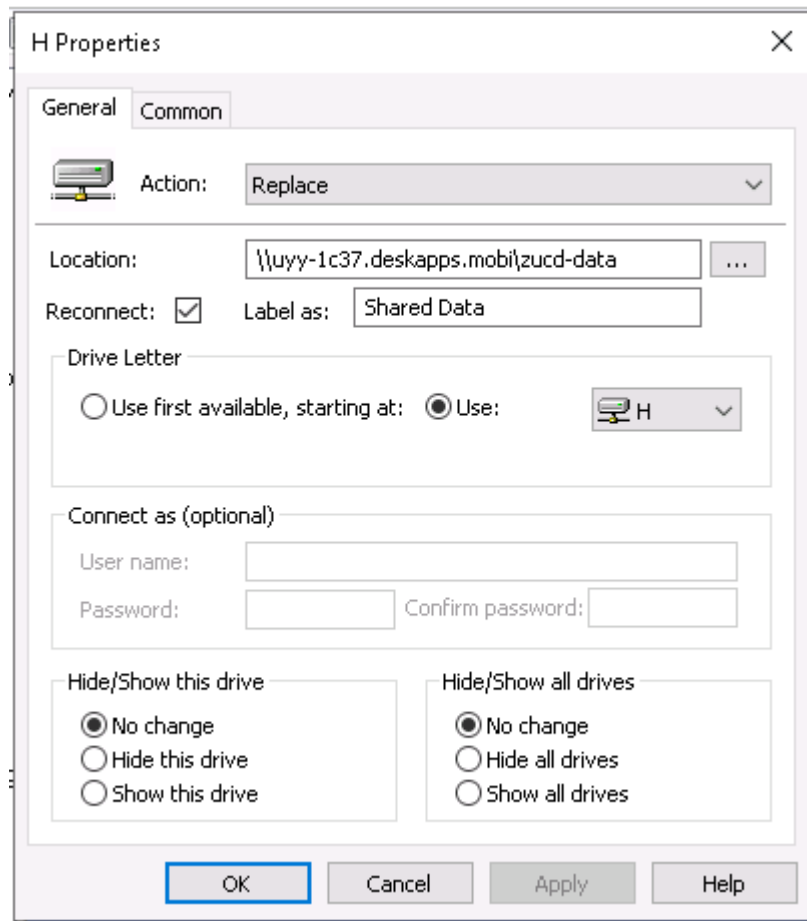 H Properties
General Common
Action: Replace
Location: \\uyy-1c37.deskapps.mobi\zucd-data ...
Reconnect: Label as: Shared Data
Drive Letter
Use first available, starting at: Use: H
Connect as (optional)
User name:
Password: Confirm password:
Hide/Show this drive Hide/Show all drives
No change No change
Hide this drive Hide all drives
Show this drive Show all drives
OK Cancel Apply Help